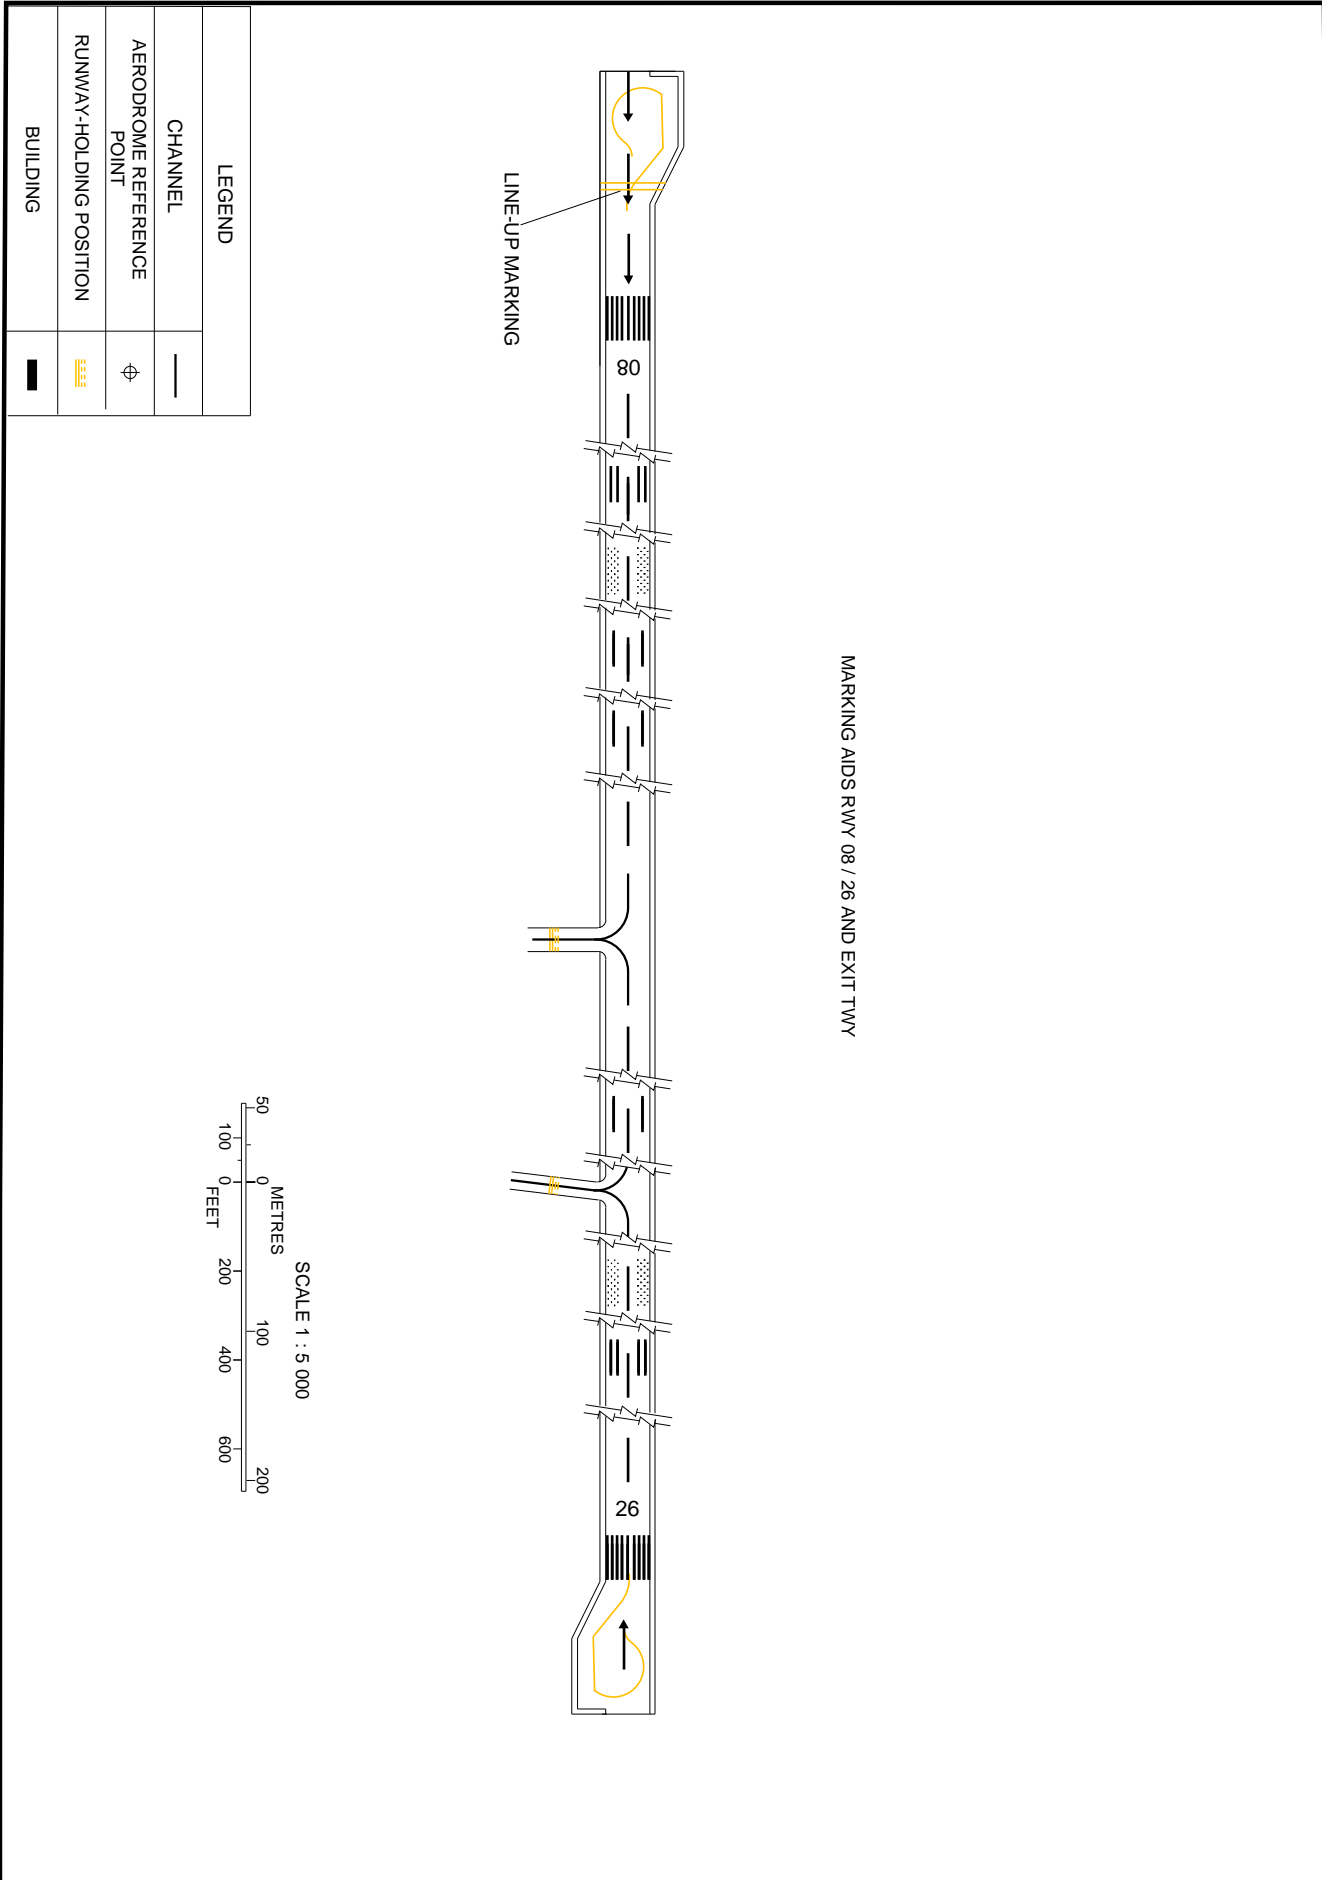 MARKING AIDS RWY 08 / 26 AND EXIT TWY
LINE-UP MARKING
08
26
SCALE 1 : 5 000
METRES
50 0 100 200
100 0 200 400 600
FEET
LEGEND
CHANNEL
AERODROME REFERENCE
POINT
RUNWAY-HOLDING POSITION
BUILDING